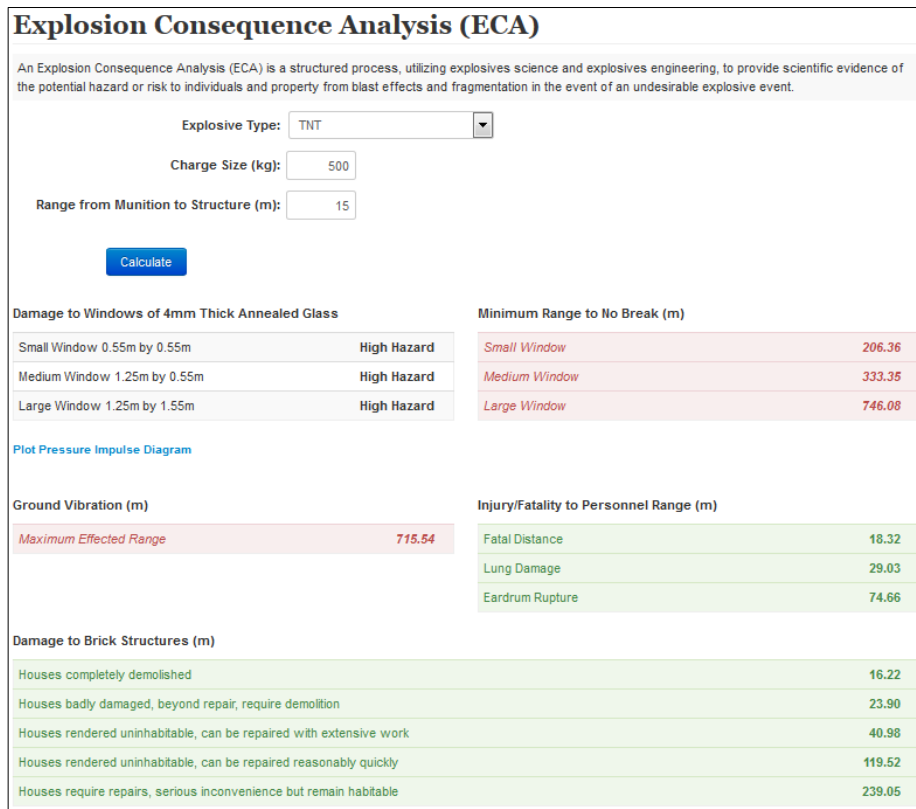 Explosion Consequence Analysis (ECA)
An Explosion Consequence Analysis (ECA) is a structured process, utilizing explosives science and explosives engineering, to provide scientific evidence of
the potential hazard or risk to individuals and property from blast effects and fragmentation in the event of an undesirable explosive event.
Explosive Type: TNT
Charge Size (kg): 500
Range from Munition to Structure (m): 15
Calculate
Damage to Windows of 4mm Thick Annealed Glass
Small Window 0.55m by 0.55m High Hazard
Medium Window 1.25m by 0.55m High Hazard
Large Window 1.25m by 1.55m High Hazard
Minimum Range to No Break (m)
Small Window 206.36
Medium Window 333.35
Large Window 746.08
Plot Pressure Impulse Diagram
Ground Vibration (m)
Maximum Effected Range 715.54
Injury/Fatality to Personnel Range (m)
Fatal Distance 18.32
Lung Damage 29.03
Eardrum Rupture 74.66
Damage to Brick Structures (m)
Houses completely demolished 16.22
Houses badly damaged, beyond repair, require demolition 23.90
Houses rendered uninhabitable, can be repaired with extensive work 40.98
Houses rendered uninhabitable, can be repaired reasonably quickly 119.52
Houses require repairs, serious inconvenience but remain habitable 239.05